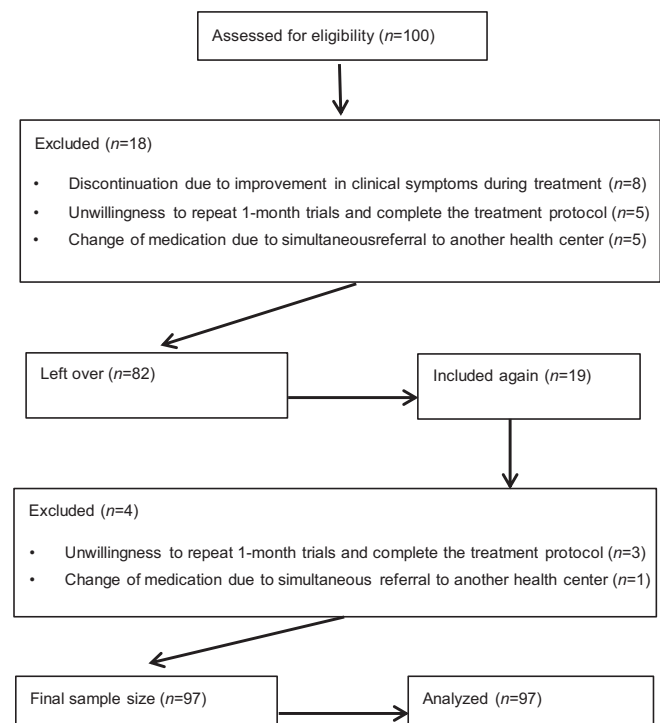 Assessed for eligibility (n=100)
Excluded (n=18)
• Discontinuation due to improvement in clinical symptoms during treatment (n=8)
• Unwillingness to repeat 1-month trials and complete the treatment protocol (n=5)
• Change of medication due to simultaneousreferral to another health center (n=5)
Left over (n=82)
Included again (n=19)
Excluded (n=4)
• Unwillingness to repeat 1-month trials and complete the treatment protocol (n=3)
• Change of medication due to simultaneous referral to another health center (n=1)
Final sample size (n=97)
Analyzed (n=97)